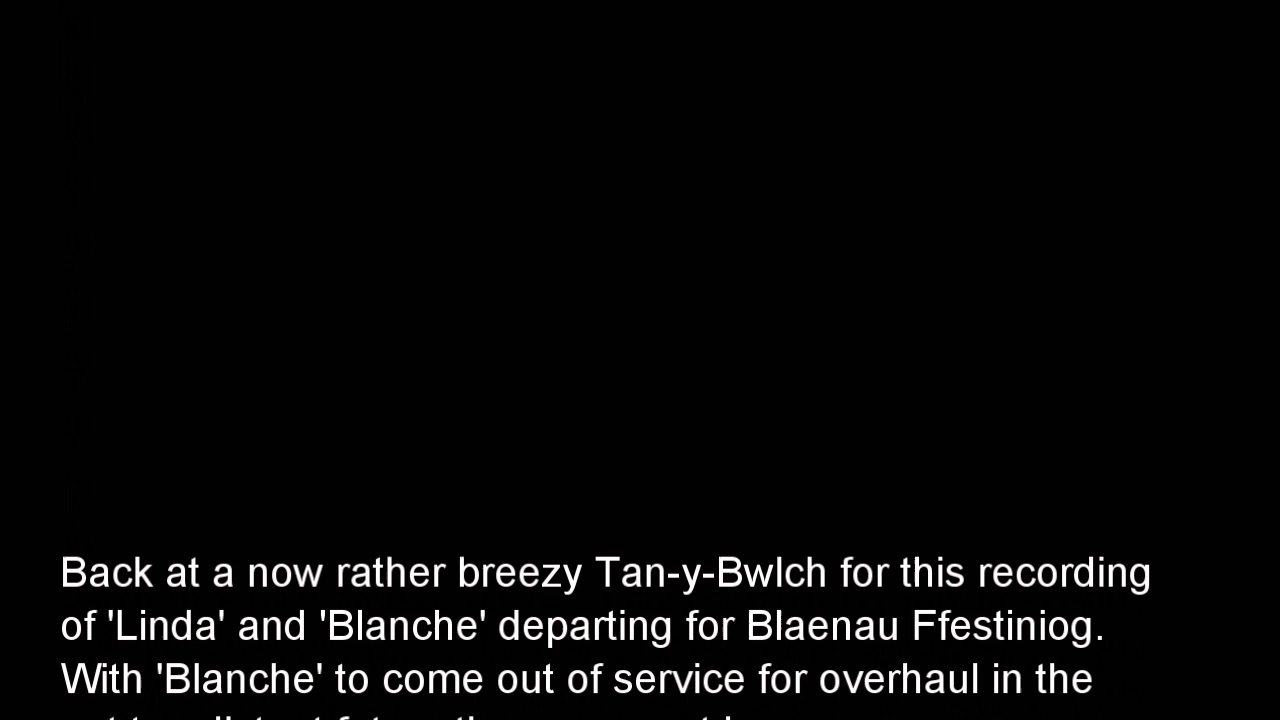 Back at a now rather breezy Tan-y-Bwlch for this recording
of 'Linda' and 'Blanche' departing for Blaenau Ffestiniog.
With 'Blanche' to come out of service for overhaul in the